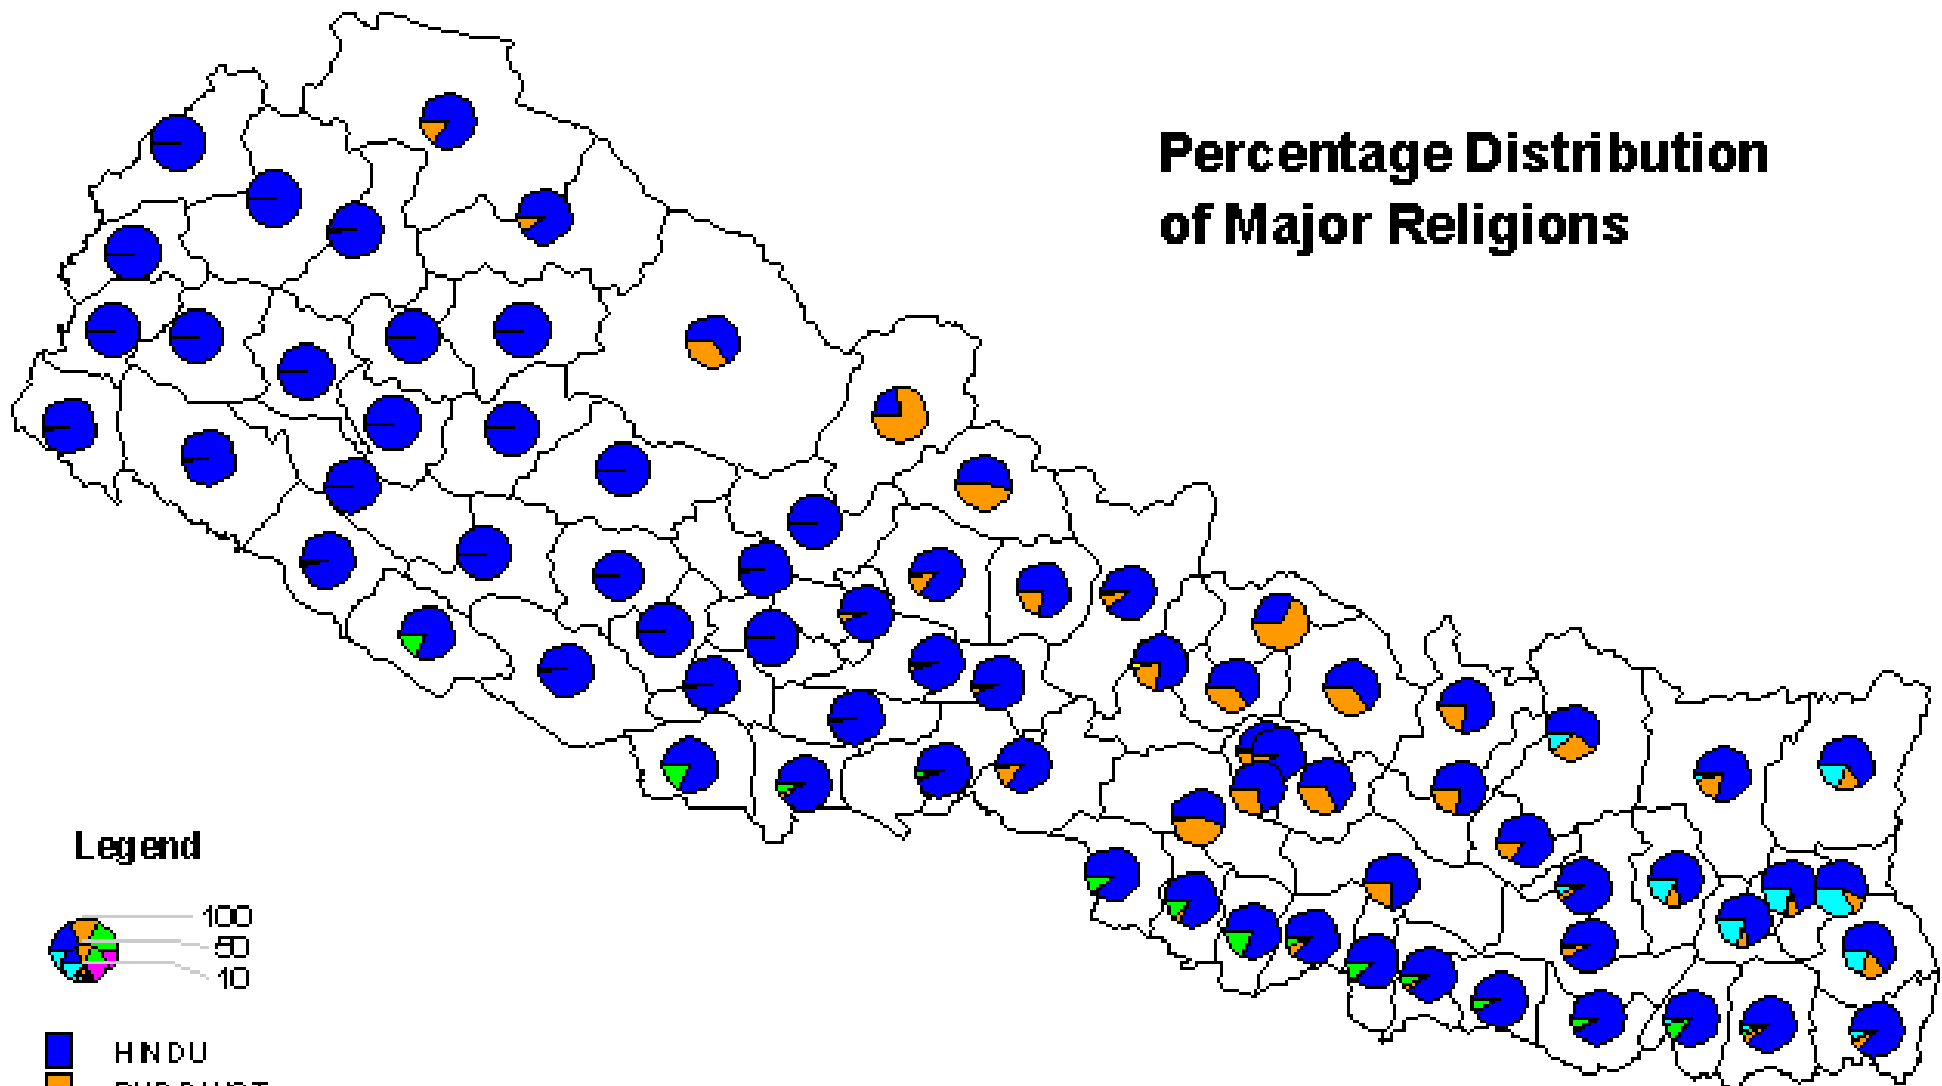 Percentage Distribution
of Major Religions
Legend
100
50
10
HINDU